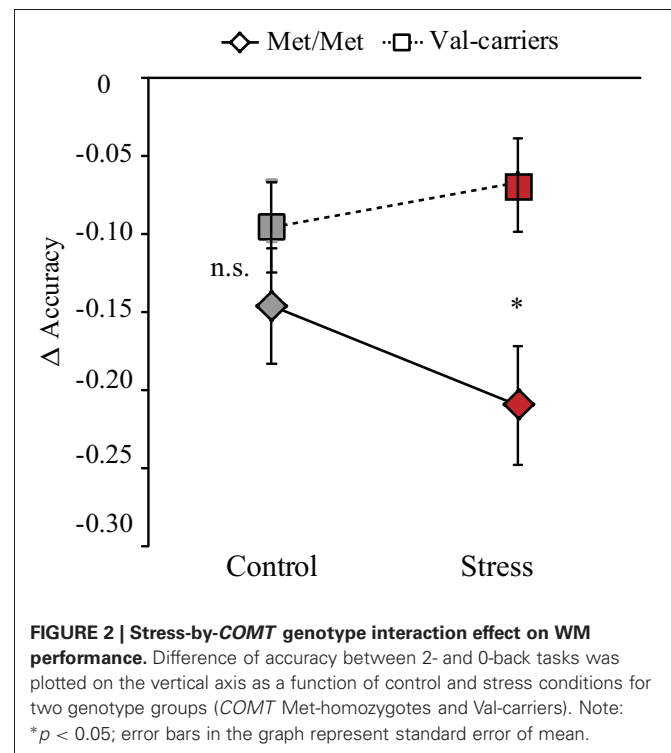 Met/Met Val-carriers
0
-0.05
-0.10
n.s.
-0.15
*
-0.20
-0.25
-0.30
Δ Accuracy
Control Stress
FIGURE 2 | Stress-by-COMT genotype interaction effect on WM
performance. Difference of accuracy between 2- and 0-back tasks was
plotted on the vertical axis as a function of control and stress conditions for
two genotype groups (COMT Met-homozygotes and Val-carriers). Note:
*p < 0.05; error bars in the graph represent standard error of mean.